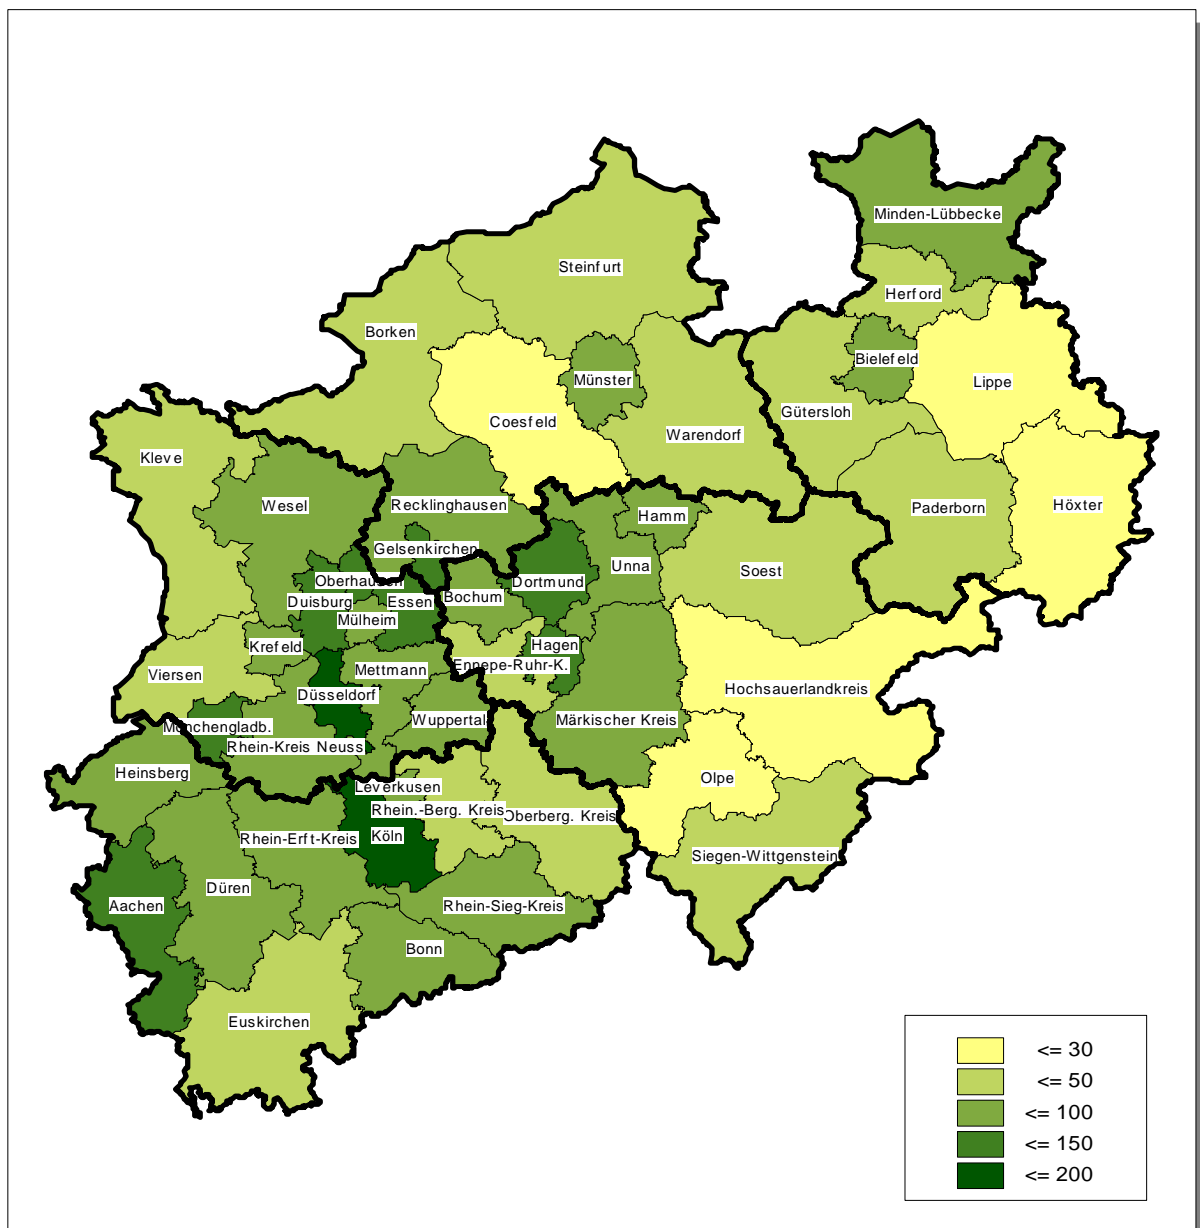 Minden-Lübbecke
Steinfurt
Herford
Borken
Bielefeld
Münster
Lippe
Gütersloh
Coesfeld
Warendorf
Kleve
Wesel
Recklinghausen
Hamm
Paderborn
Höxter
Gelsenkirchen
Unna
Soest
Oberhausen
Dortmund
Duisburg
Essen
Bochum
Mülheim
Krefeld
Hagen
Ennepe-Ruhr-K.
Viersen
Mettmann
Düsseldorf
Hochsauerlandkreis
Mönchengladb.
Wuppertal
Märkischer Kreis
Rhein-Kreis Neuss
Heinsberg
Olpe
Leverkusen
Rhein.-Berg. Kreis
Oberberg. Kreis
Rhein-Erft-Kreis
Köln
Siegen-Wittgenstein
Düren
Aachen
Rhein-Sieg-Kreis
Bonn
Euskirchen
<= 30
<= 50
<= 100
<= 150
<= 200